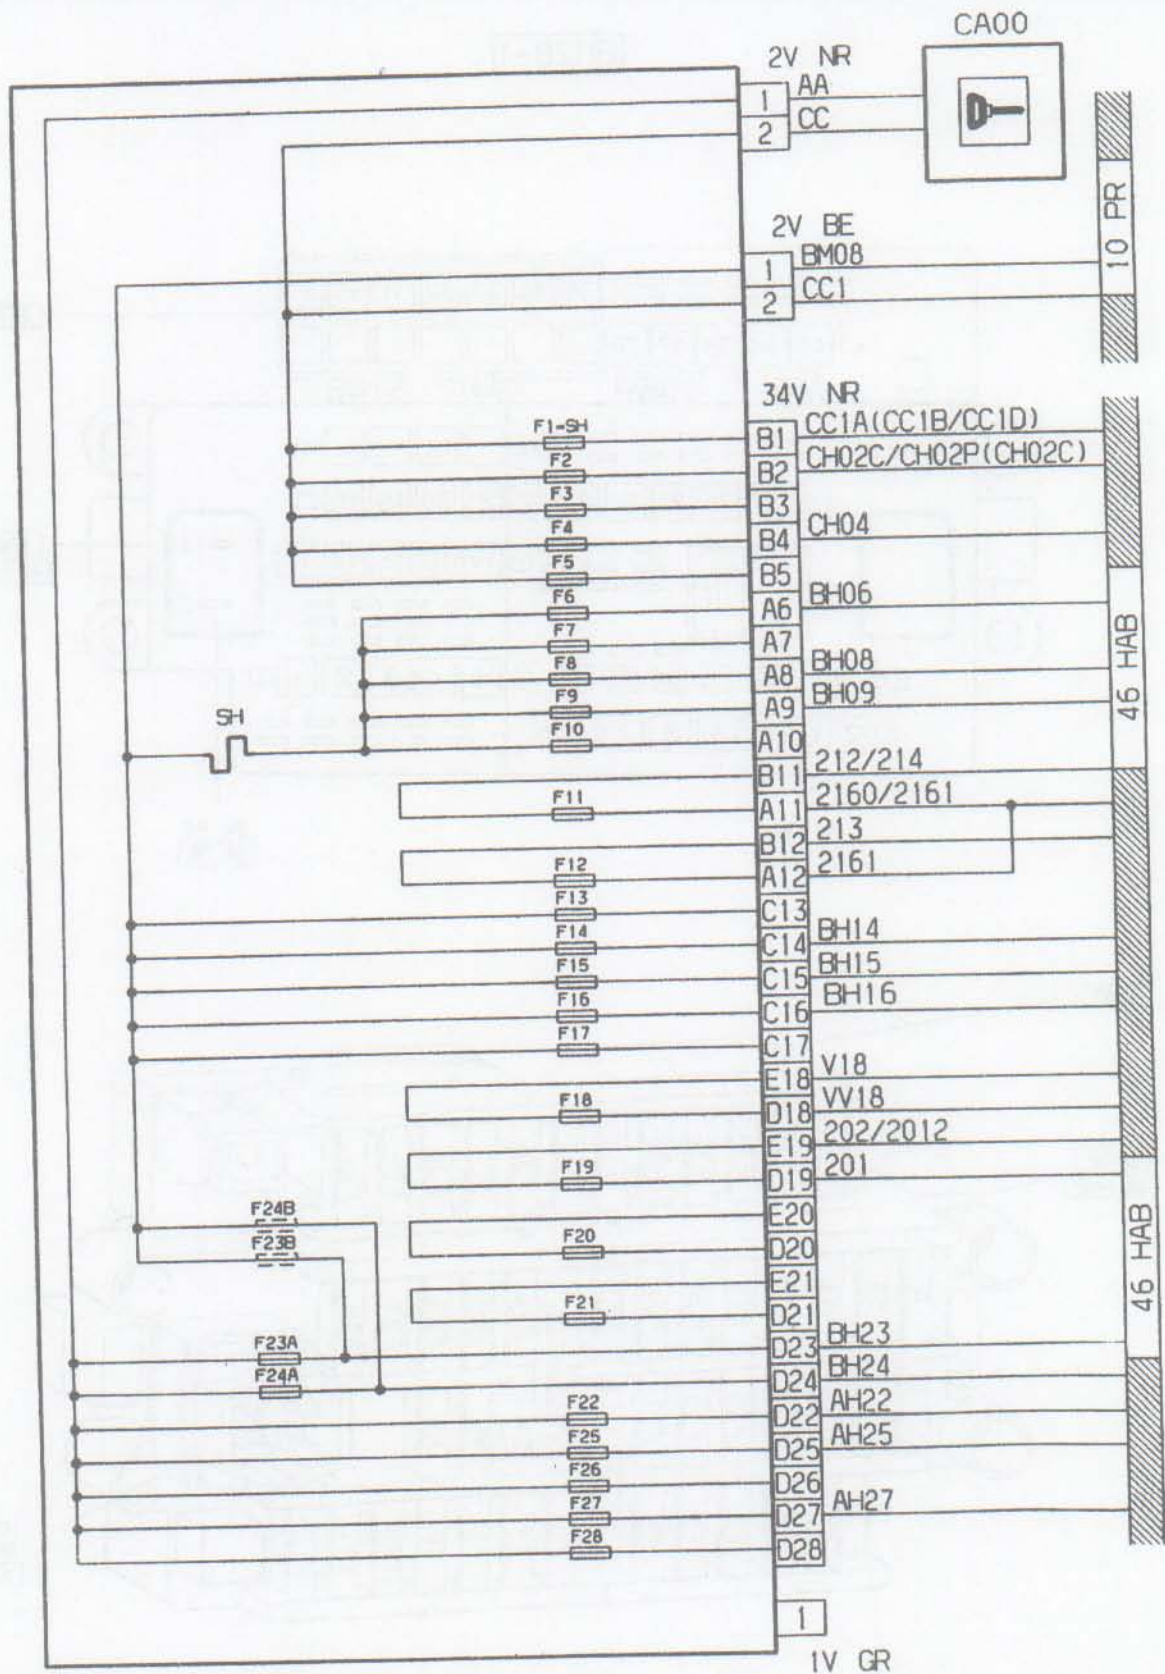 CA00
2V NR
1 AA
2 CC
2V BE
1 BM08
2 CC1
10 PR
34V NR
F1-SH B1 CC1A(CC1B/CC1D)
F2 B2 CH02C/CH02P(CH02C)
F3 B3
F4 B4 CH04
F5 B5
F6 A6 BH06
F7 A7
F8 A8 BH08
F9 A9 BH09
46 HAB
SH
F10 A10
B11 212/214
F11 A11 2160/2161
B12 213
F12 A12 2161
F13 C13
F14 C14 BH14
F15 C15 BH15
F16 C16 BH16
F17 C17
E18 V18
F18 D18 VV18
E19 202/2012
F19 D19 201
F24B E20
F23B F20 D20
E21
F21 D21
46 HAB
F23A D23 BH23
F24A D24 BH24
F22 D22 AH22
F25 D25 AH25
F26 D26
F27 D27 AH27
F28 D28
1
1V GR